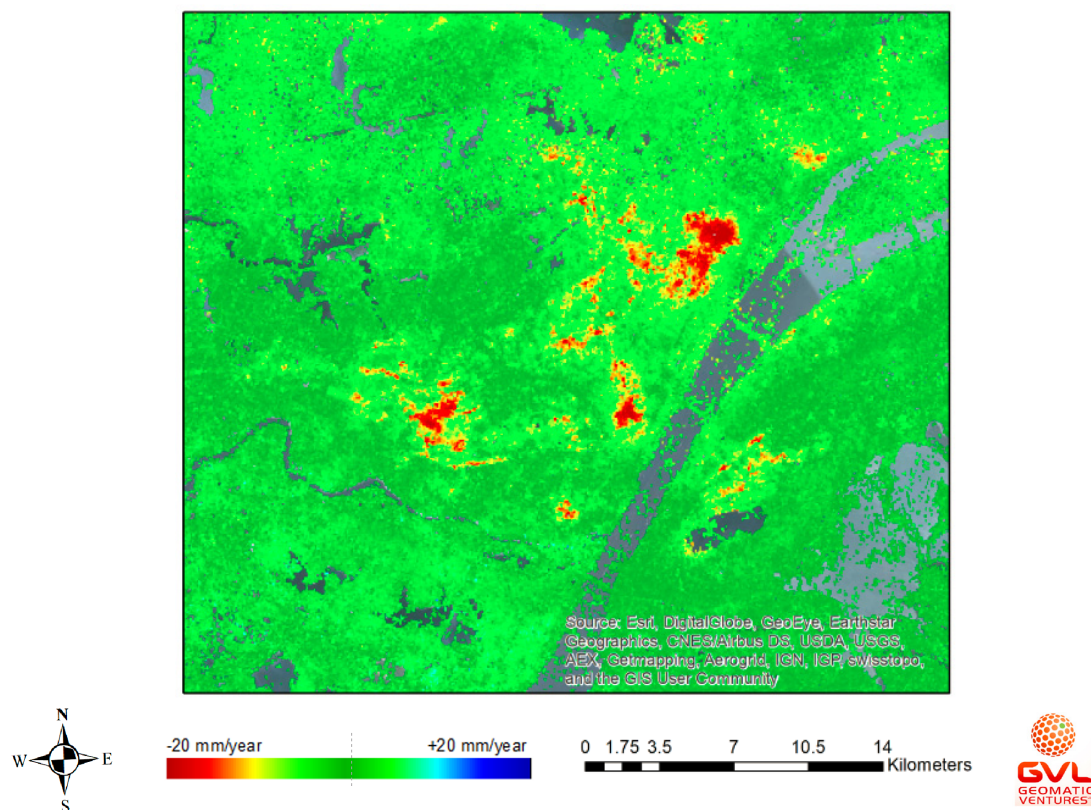 Source: Esri, DigitalGlobe, GeoEye, Earthstar
Geographics, CNES/Airbus DS, USDA, USGS,
AEX, Getmapping, Aerogrid, IGN, IGP, swisstopo,
and the GIS User Community
N
W E
S
-20 mm/year +20 mm/year
0 1.75 3.5 7 10.5 14
Kilometers
GVL
GEOMATIC
VENTURES